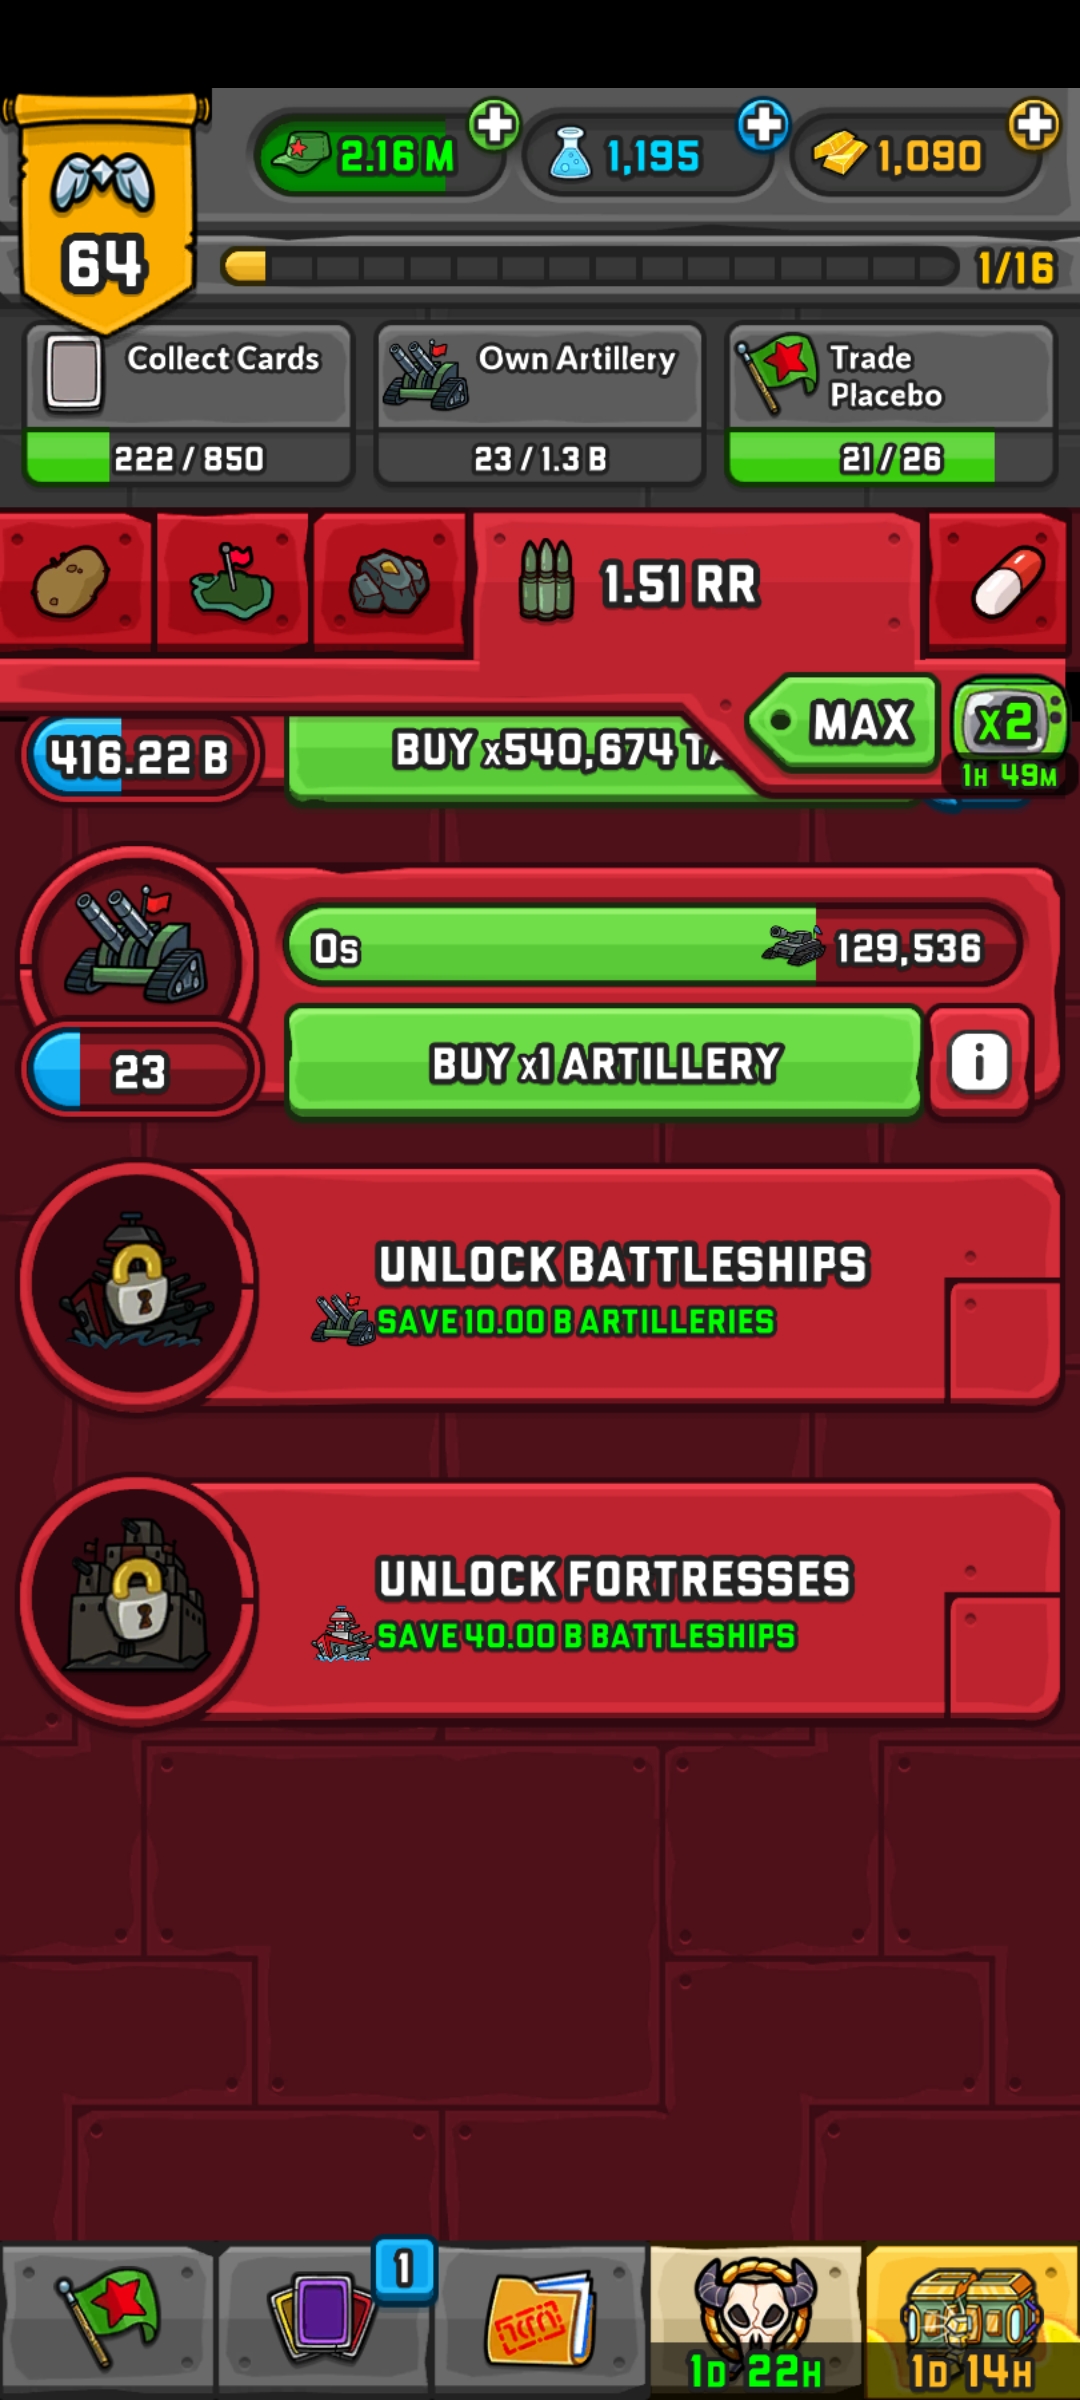 2.16 M
1,195
1,090
64
1/16
Collect Cards
Own Artillery
Trade
Placebo
222 / 850
23 / 1.3 B
21 / 26
1.51 RR
MAX
x2
1H 49M
416.22 B
BUY x540,674
0s
129,536
23
BUY x1 ARTILLERY
i
UNLOCK BATTLESHIPS
SAVE 10.00 B ARTILLERIES
UNLOCK FORTRESSES
SAVE 40.00 B BATTLESHIPS
1
1D 22H
1D 14H